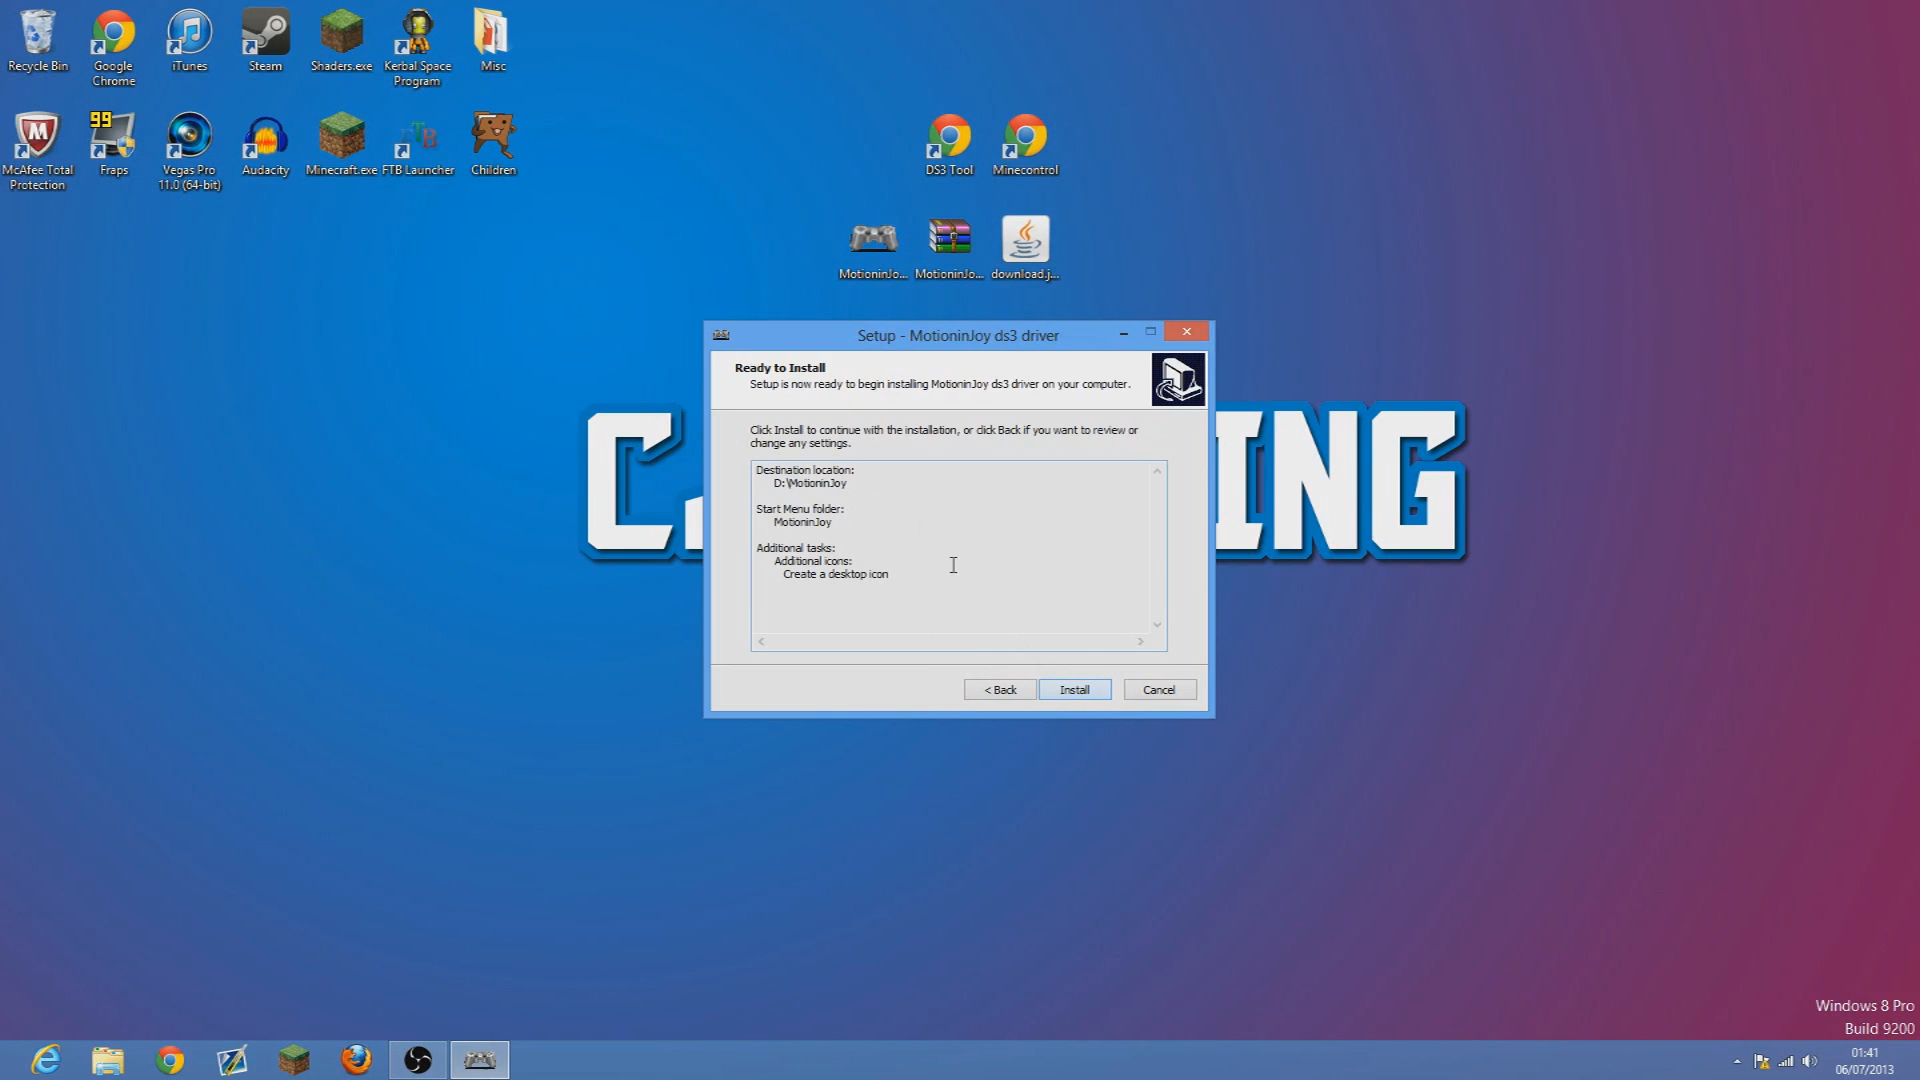 Recycle Bin
Google Chrome
iTunes
Steam
Shaders.exe
Kerbal Space Program
Misc
99
McAfee Total Protection
Fraps
Vegas Pro 11.0 (64-bit)
Audacity
Minecraft.exe
FTB Launcher
Children
DS3 Tool
Minecontrol
MotioninJo...
MotioninJo...
download.j...
Setup - MotioninJoy ds3 driver
Ready to Install
Setup is now ready to begin installing MotioninJoy ds3 driver on your computer.
Click Install to continue with the installation, or click Back if you want to review or
change any settings.
Destination location:
D:\MotioninJoy
Start Menu folder:
MotioninJoy
Additional tasks:
Additional icons:
Create a desktop icon
< Back
Install
Cancel
ING
Windows 8 Pro
Build 9200
01:41
06/07/2013